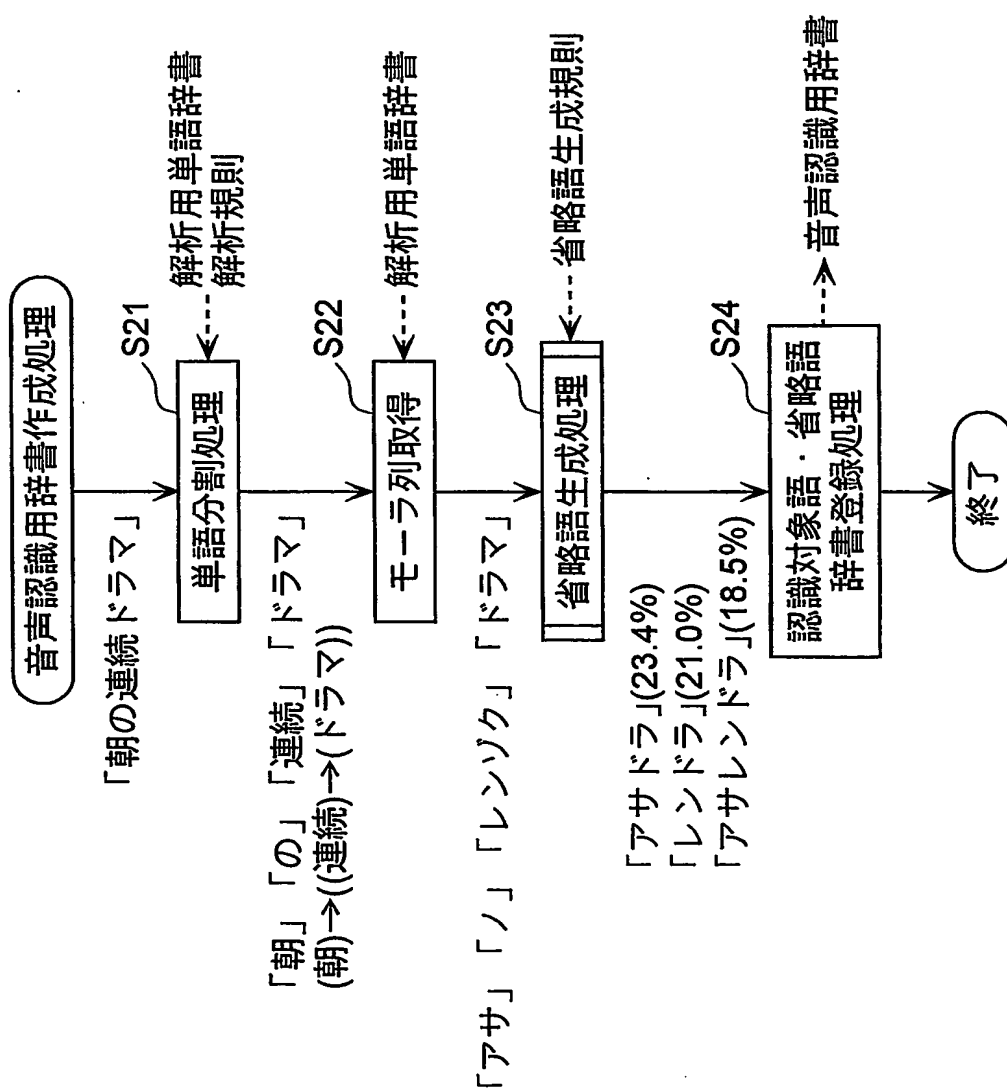 音声認識用辞書作成処理
「朝の連続ドラマ」
S21
単語分割処理
解析用単語辞書
解析規則
「朝」「の」「連続」「ドラマ」
(朝)→((連続)→(ドラマ))
S22
モーラ列取得
解析用単語辞書
「アサ」「ノ」「レンゾク」「ドラマ」
S23
省略語生成処理
省略語生成規則
「アサドラ」(23.4%)
「レンドラ」(21.0%)
「アサレンドラ」(18.5%)
S24
認識対象語・省略語
辞書登録処理
音声認識用辞書
終了